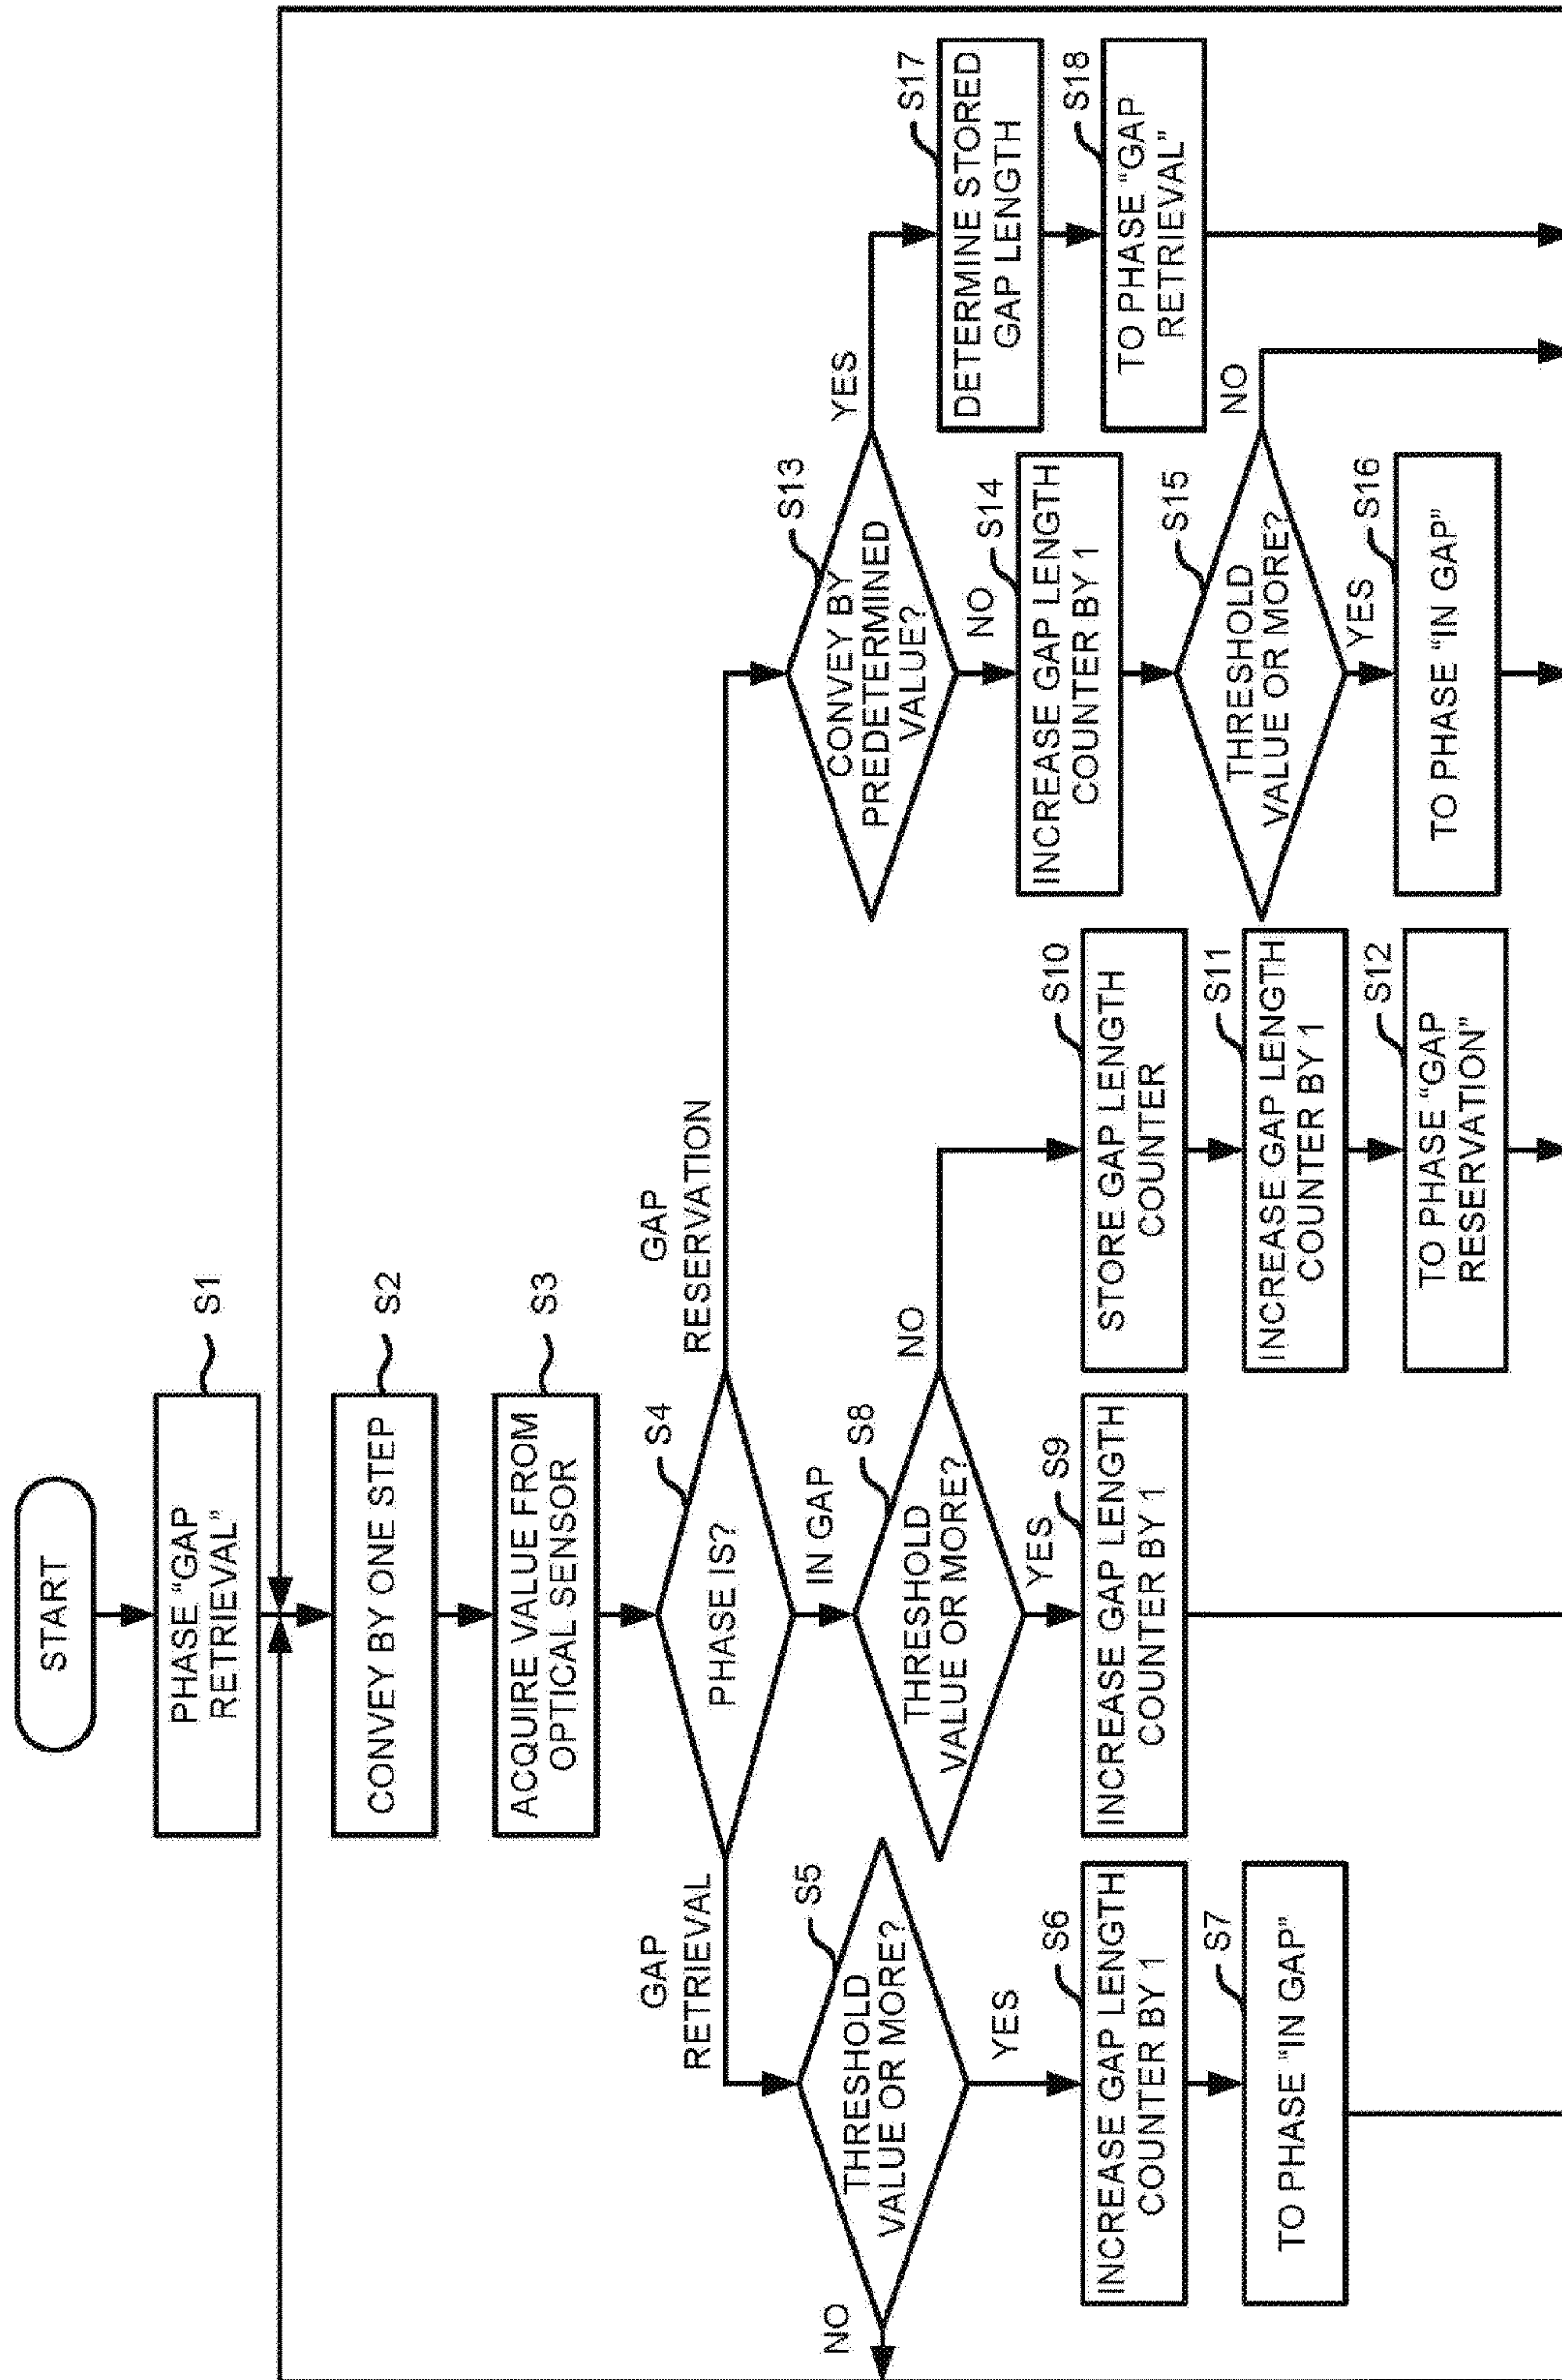 START
PHASE "GAP
RETRIEVAL"
S1
CONVEY BY ONE STEP
S2
ACQUIRE VALUE FROM
OPTICAL SENSOR
S3
PHASE IS?
S4
GAP
RETRIEVAL
IN GAP
GAP
RESERVATION
THRESHOLD
VALUE OR MORE?
S5
NO
YES
INCREASE GAP LENGTH
COUNTER BY 1
S6
TO PHASE "IN GAP"
S7
THRESHOLD
VALUE OR MORE?
S8
NO
YES
INCREASE GAP LENGTH
COUNTER BY 1
S9
STORE GAP LENGTH
COUNTER
S10
INCREASE GAP LENGTH
COUNTER BY 1
S11
TO PHASE "GAP
RESERVATION"
S12
CONVEY BY
PREDETERMINED
VALUE?
S13
YES
NO
INCREASE GAP LENGTH
COUNTER BY 1
S14
THRESHOLD
VALUE OR MORE?
S15
NO
YES
TO PHASE "IN GAP"
S16
DETERMINE STORED
GAP LENGTH
S17
TO PHASE "GAP
RETRIEVAL"
S18